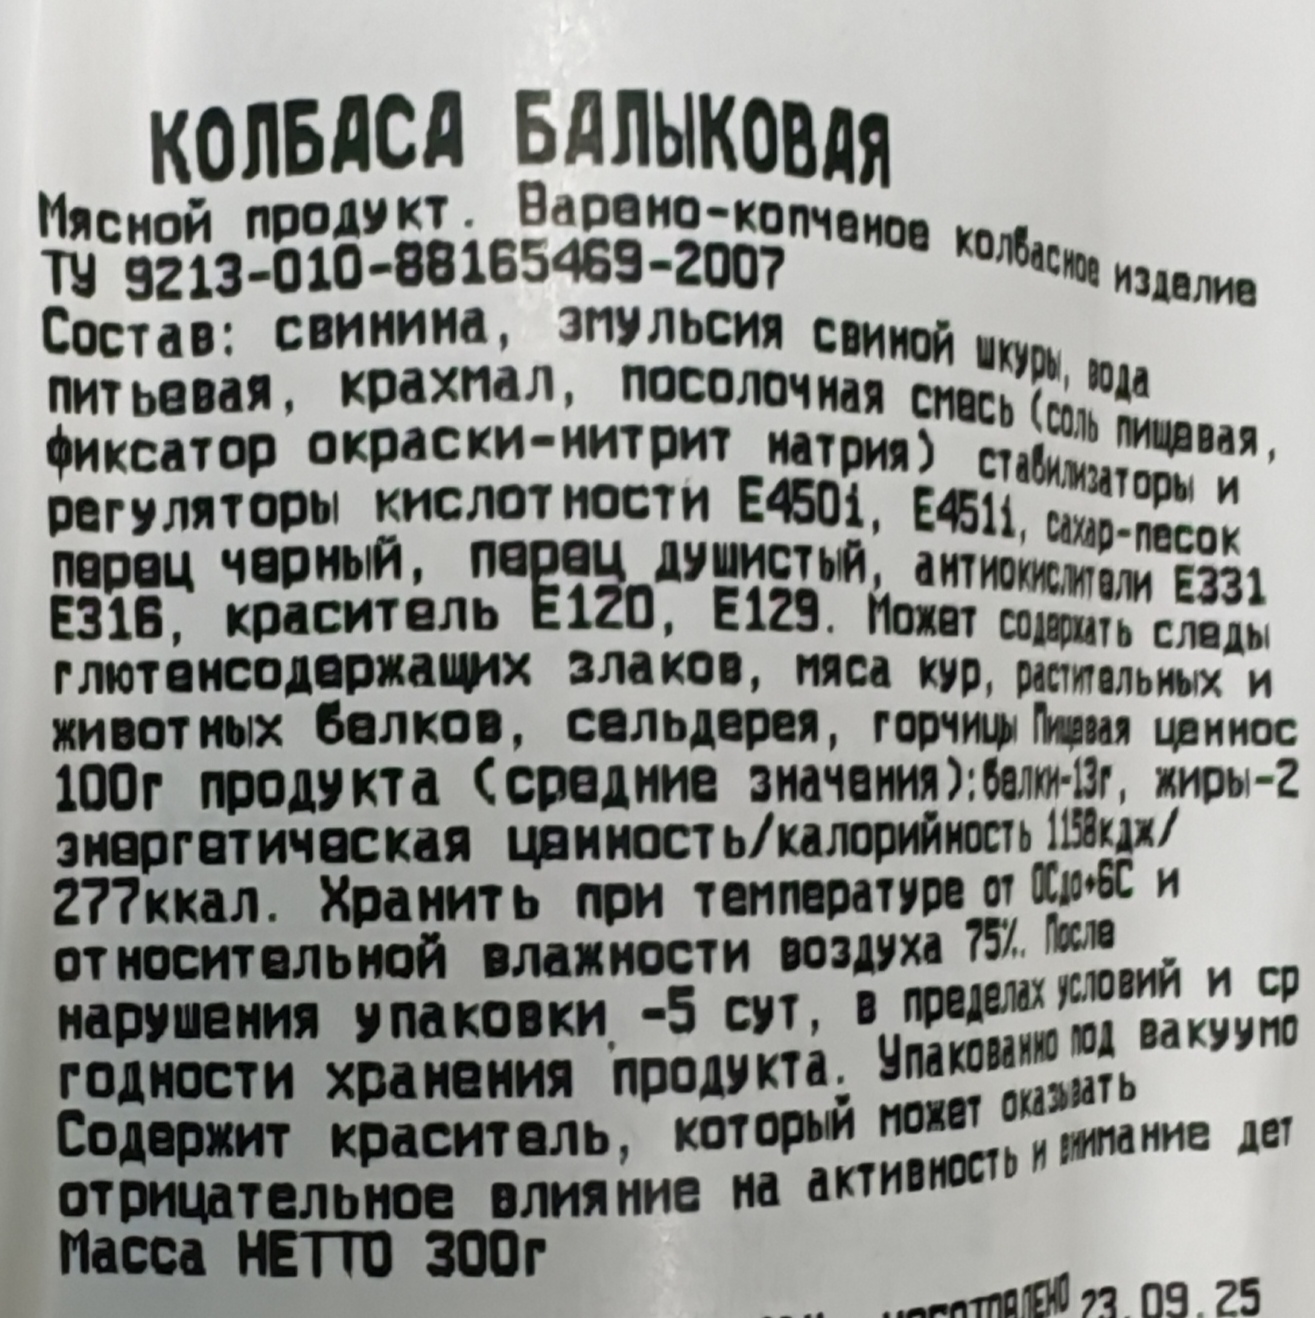 КОЛБАСА БАЛЫКОВАЯ
Мясной продукт. Варено-копченое колбасное изделие
ТУ 9213-010-88165469-2007
Состав: свинина, эмульсия свиной шкуры, вода
питьевая, крахмал, посолочная смесь (соль пищевая,
фиксатор окраски-нитрит натрия) стабилизаторы и
регуляторы кислотности Е450i, Е451i, сахар-песок
перец черный, перец душистый, антиокислители Е331
Е316, краситель Е120, Е129. Может содержать следы
глютенсодержащих злаков, мяса кур, растительных и
животных белков, сельдерея, горчицы Пищевая ценнос
100г продукта (средние значения):белки-13г, жиры-2
энергетическая ценность/калорийность 1158кдж/
277ккал. Хранить при температуре от 0Сдо+6С и
относительной влажности воздуха 75%. После
нарушения упаковки -5 сут, в пределах условий и ср
годности хранения продукта. Упакованно под вакуумо
Содержит краситель, который может оказывать
отрицательное влияние на активность и внимание дет
Масса НЕТТО 300г
ИЗГОТОВЛЕНО 23.09.25